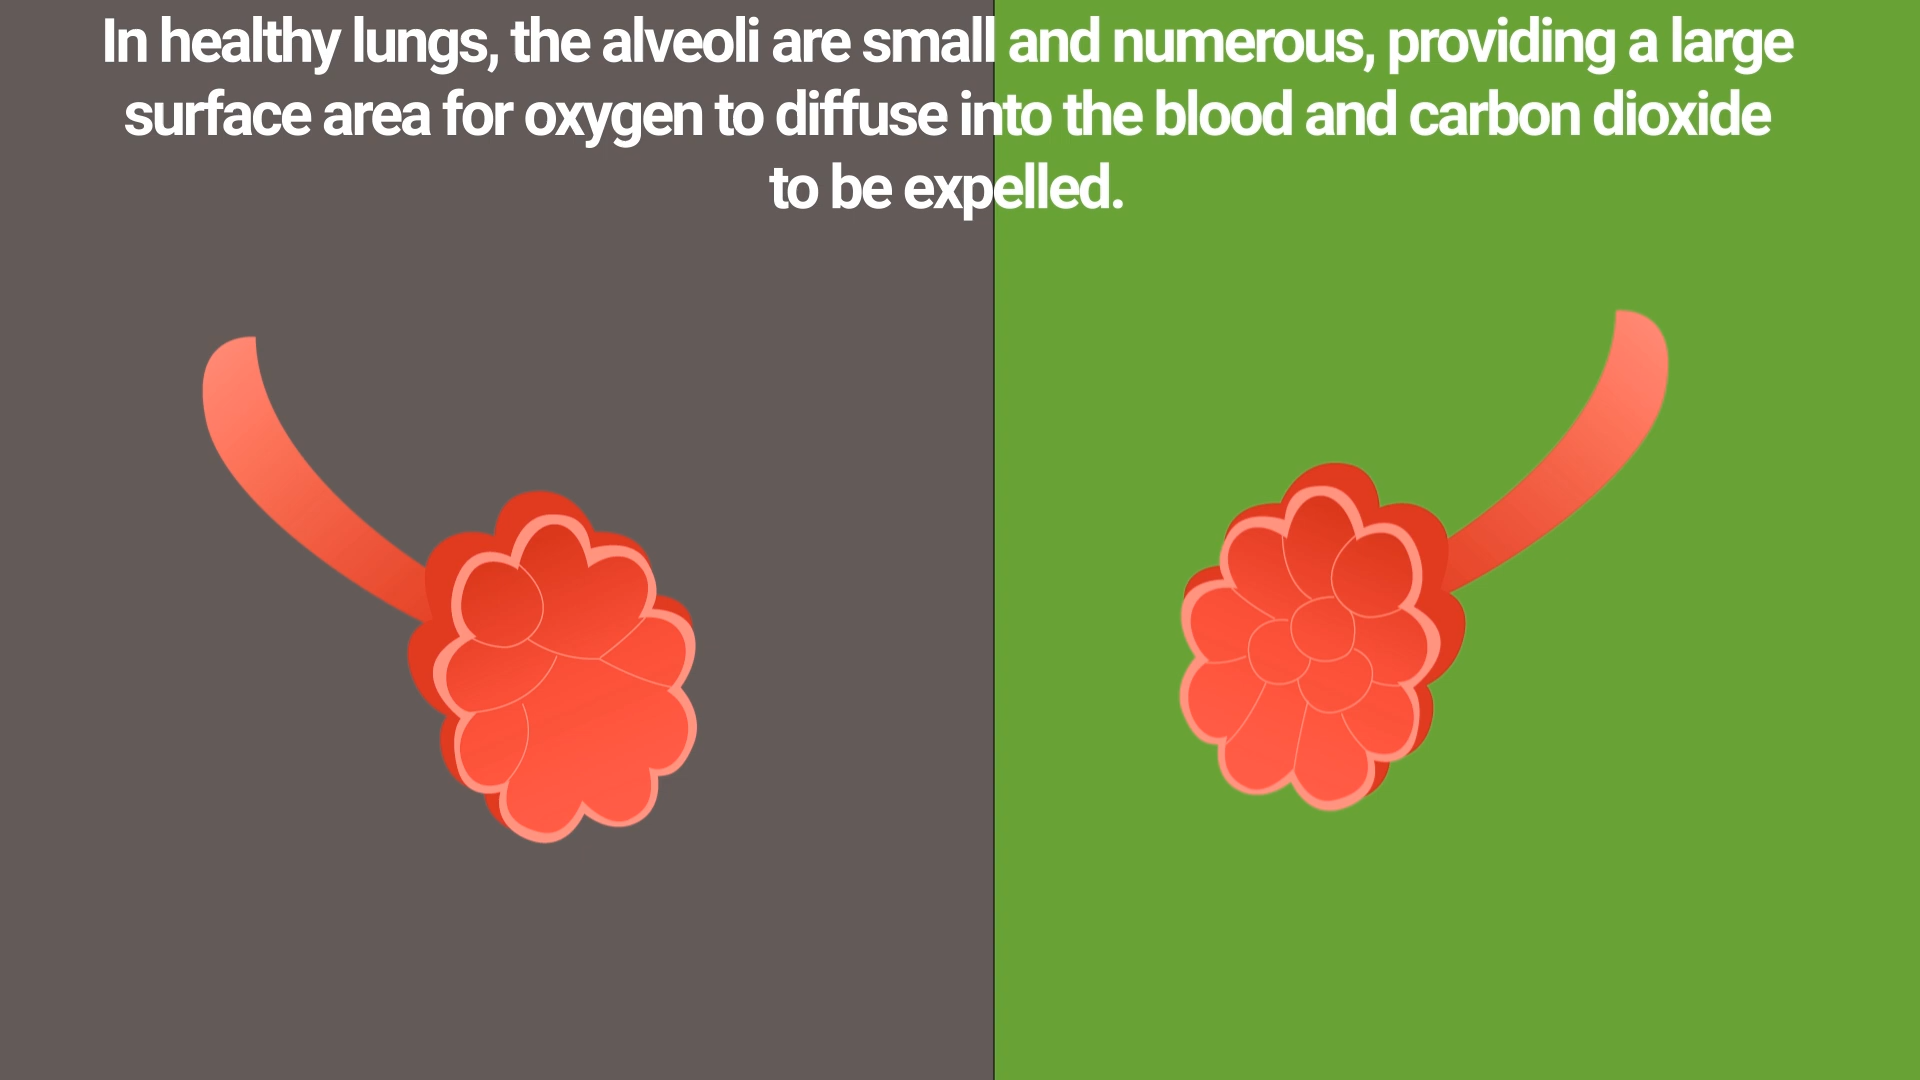 In healthy lungs, the alveoli are small and numerous, providing a large
surface area for oxygen to diffuse into the blood and carbon dioxide
to be expelled.